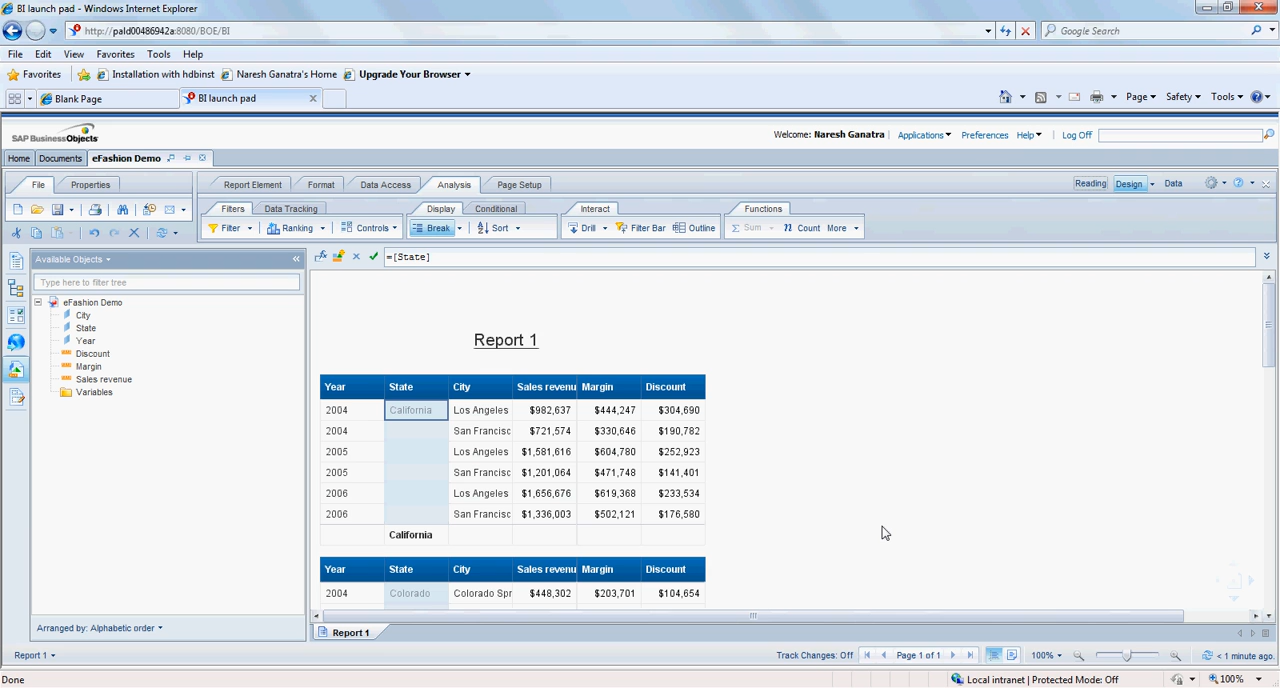 BI launch pad - Windows Internet Explorer
http://pald00486942a:8080/BOE/BI
Google Search
File Edit View Favorites Tools Help
Favorites Installation with hdbinst Naresh Ganatra's Home Upgrade Your Browser
Blank Page BI launch pad Page Safety Tools
SAP BusinessObjects Welcome: Naresh Ganatra Applications Preferences Help Log Off
Home Documents eFashion Demo
File Properties Report Element Format Data Access Analysis Page Setup Reading Design Data
Filters Data Tracking Display Conditional Interact Functions
Filter Ranking Controls Break Sort Drill Filter Bar Outline Sum Count More
Available Objects =[State]
Type here to filter tree
eFashion Demo
City
State
Year
Discount
Margin
Sales revenue
Variables
Report 1
Year State City Sales revenu Margin Discount
2004 California Los Angeles $982,637 $444,247 $304,690
2004 San Francisc $721,574 $330,646 $190,782
2005 Los Angeles $1,581,616 $604,780 $252,923
2005 San Francisc $1,201,064 $471,748 $141,401
2006 Los Angeles $1,656,676 $619,368 $233,534
2006 San Francisc $1,336,003 $502,121 $176,580
California
Year State City Sales revenu Margin Discount
2004 Colorado Colorado Spr $448,302 $203,701 $104,654
Arranged by: Alphabetic order
Report 1
Report 1 Track Changes: Off Page 1 of 1 100% < 1 minute ago
Done Local intranet | Protected Mode: Off 100%